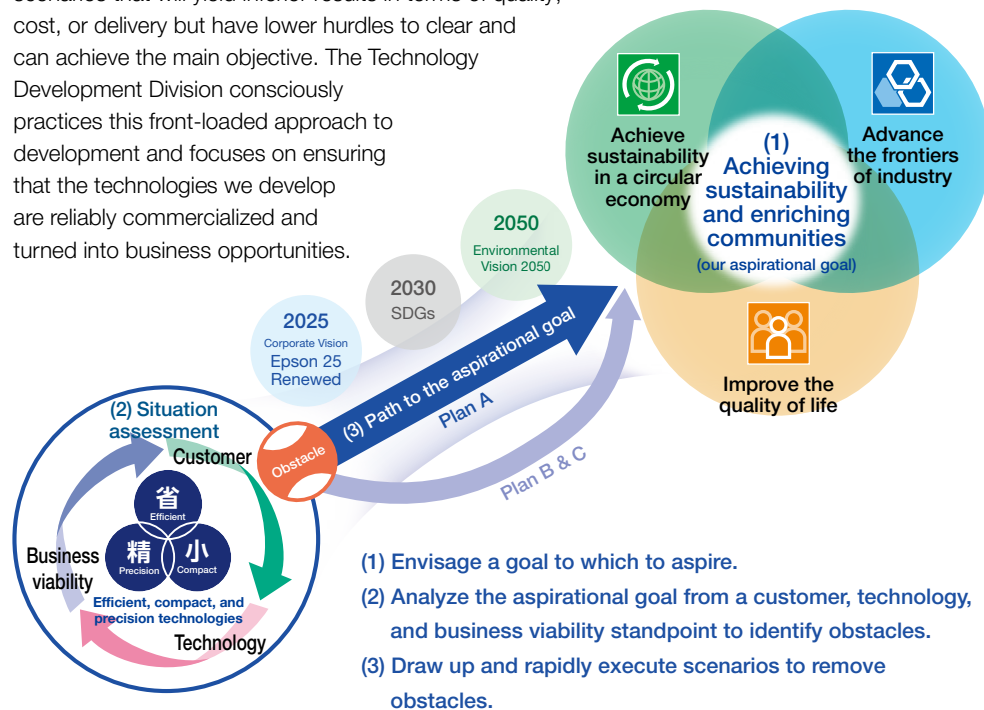 scenarios that will yield inferior results in terms of quality,
cost, or delivery but have lower hurdles to clear and
can achieve the main objective. The Technology
Development Division consciously
practices this front-loaded approach to
development and focuses on ensuring
that the technologies we develop
are reliably commercialized and
turned into business opportunities.
Achieve
sustainability
in a circular
economy
Advance
the frontiers
of industry
(1)
Achieving
sustainability
and enriching
communities
(our aspirational goal)
Improve the
quality of life
2050
Environmental
Vision 2050
2030
SDGs
2025
Corporate Vision
Epson 25
Renewed
(3) Path to the aspirational goal
Plan A
Plan B & C
Obstacle
(2) Situation
assessment
Customer
省
Efficient
精
Precision
小
Compact
Business
viability
Efficient, compact, and
precision technologies
Technology
(1) Envisage a goal to which to aspire.
(2) Analyze the aspirational goal from a customer, technology,
and business viability standpoint to identify obstacles.
(3) Draw up and rapidly execute scenarios to remove
obstacles.